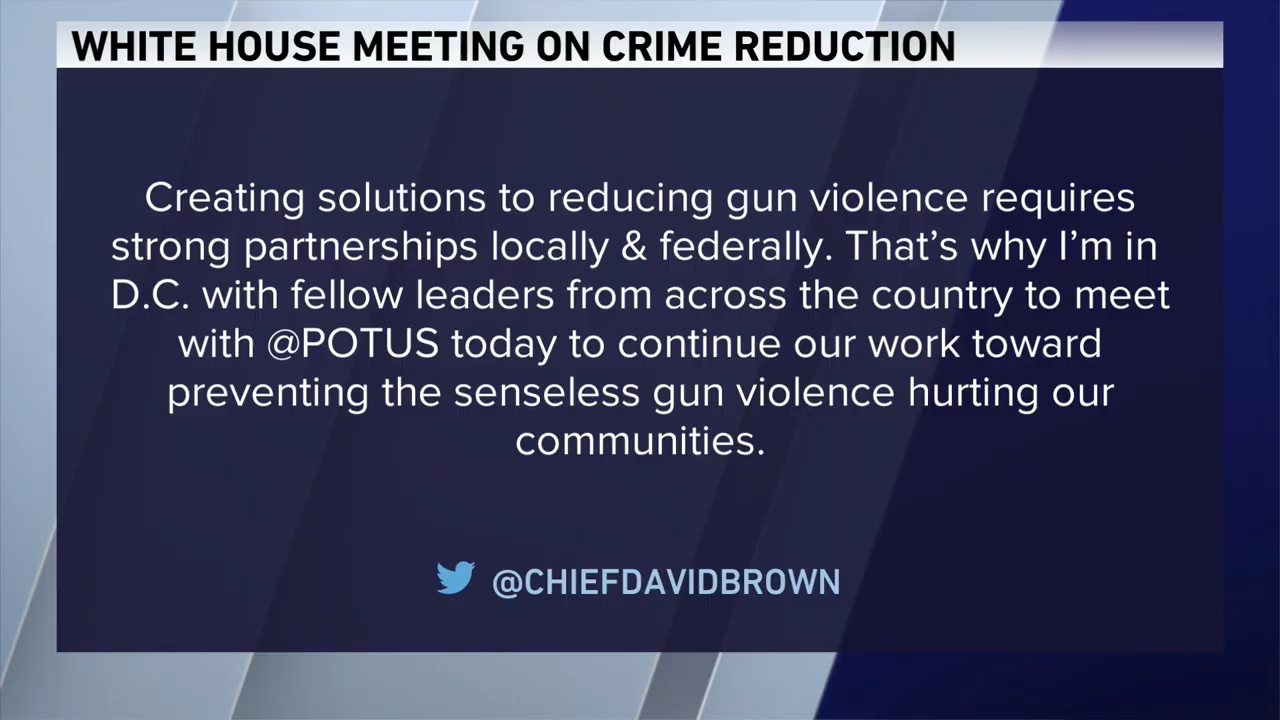 WHITE HOUSE MEETING ON CRIME REDUCTION
Creating solutions to reducing gun violence requires
strong partnerships locally & federally. That’s why I’m in
D.C. with fellow leaders from across the country to meet
with @POTUS today to continue our work toward
preventing the senseless gun violence hurting our
communities.
@CHIEFDAVIDBROWN